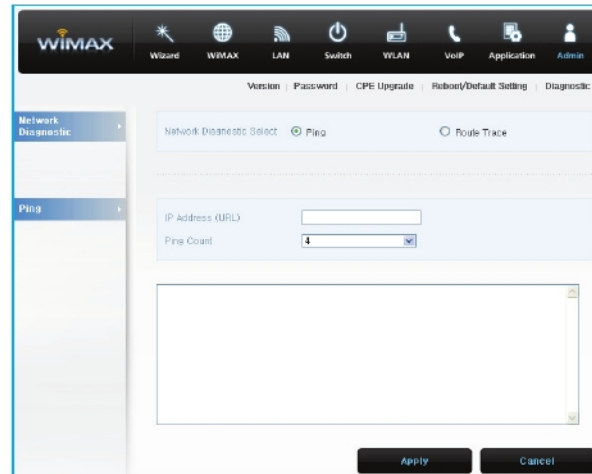 WiMAX
Wizard WiMAX LAN Switch WLAN VoIP Application Admin
Version | Password | CPE Upgrade | Reboot/Default Setting | Diagnostic
Network Diagnostic
Network Diagnostic Select Ping Route Trace
Ping
IP Address (URL)
Ping Count 4
Apply Cancel